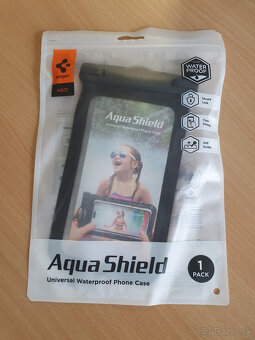 spigen
A601
WATER
PROOF
Aqua Shield
Universal Waterproof Phone Case
Aqua Shield
Universal Waterproof Phone Case
1
PACK